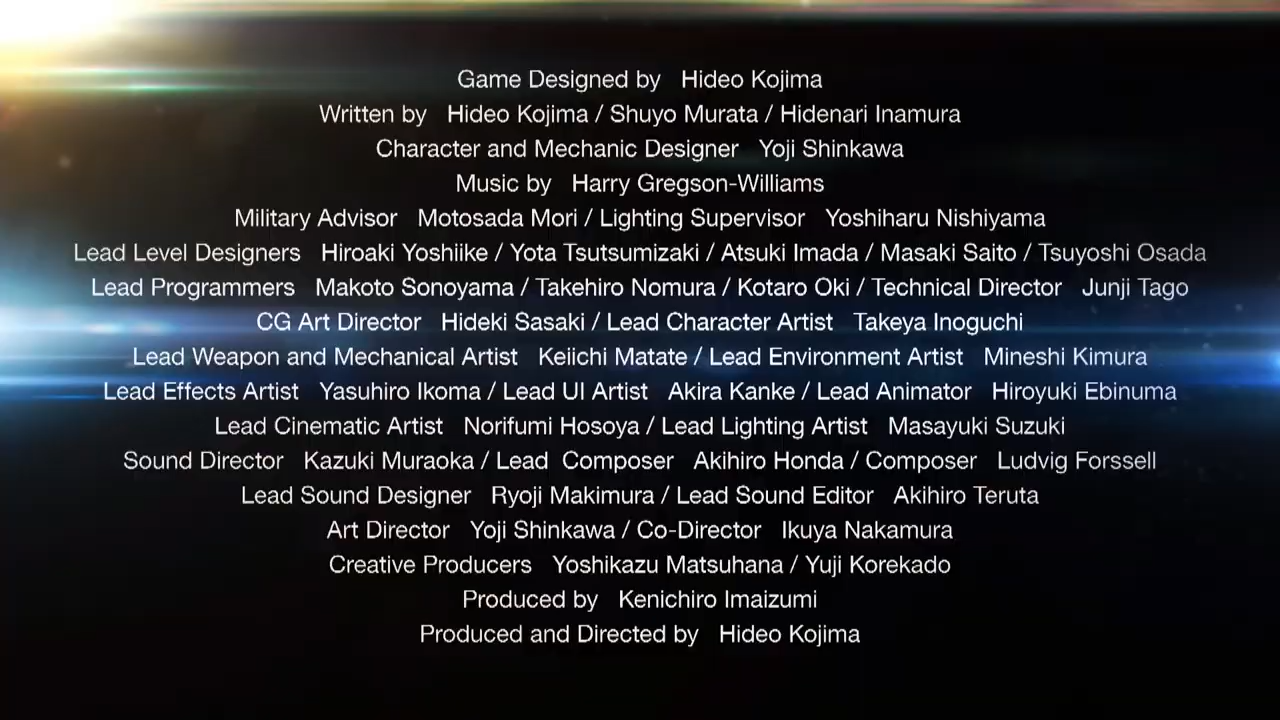 Game Designed by Hideo Kojima
Written by Hideo Kojima / Shuyo Murata / Hidenari Inamura
Character and Mechanic Designer Yoji Shinkawa
Music by Harry Gregson-Williams
Military Advisor Motosada Mori / Lighting Supervisor Yoshiharu Nishiyama
Lead Level Designers Hiroaki Yoshiike / Yota Tsutsumizaki / Atsuki Imada / Masaki Saito / Tsuyoshi Osada
Lead Programmers Makoto Sonoyama / Takehiro Nomura / Kotaro Oki / Technical Director Junji Tago
CG Art Director Hideki Sasaki / Lead Character Artist Takeya Inoguchi
Lead Weapon and Mechanical Artist Keiichi Matate / Lead Environment Artist Mineshi Kimura
Lead Effects Artist Yasuhiro Ikoma / Lead UI Artist Akira Kanke / Lead Animator Hiroyuki Ebinuma
Lead Cinematic Artist Norifumi Hosoya / Lead Lighting Artist Masayuki Suzuki
Sound Director Kazuki Muraoka / Lead Composer Akihiro Honda / Composer Ludvig Forssell
Lead Sound Designer Ryoji Makimura / Lead Sound Editor Akihiro Teruta
Art Director Yoji Shinkawa / Co-Director Ikuya Nakamura
Creative Producers Yoshikazu Matsuhana / Yuji Korekado
Produced by Kenichiro Imaizumi
Produced and Directed by Hideo Kojima